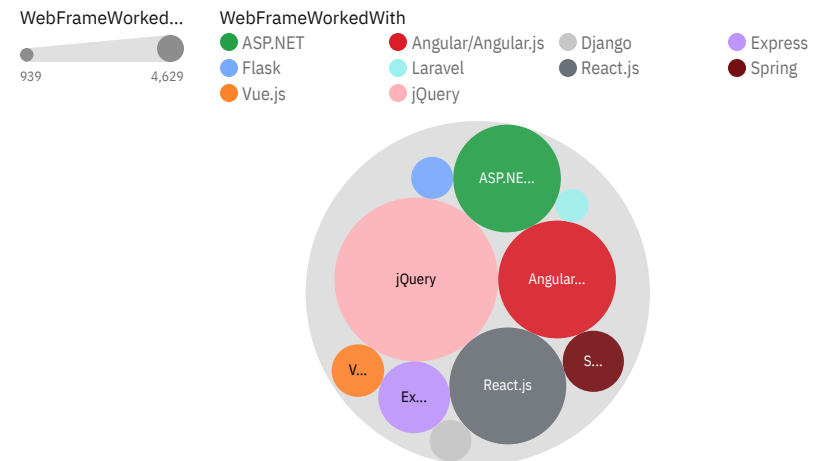 WebFrameWorked...
939
4,629
WebFrameWorkedWith
ASP.NET
Angular/Angular.js
Django
Express
Flask
Laravel
React.js
Spring
Vue.js
jQuery
ASP.NE...
jQuery
Angular...
V...
Ex...
React.js
S...